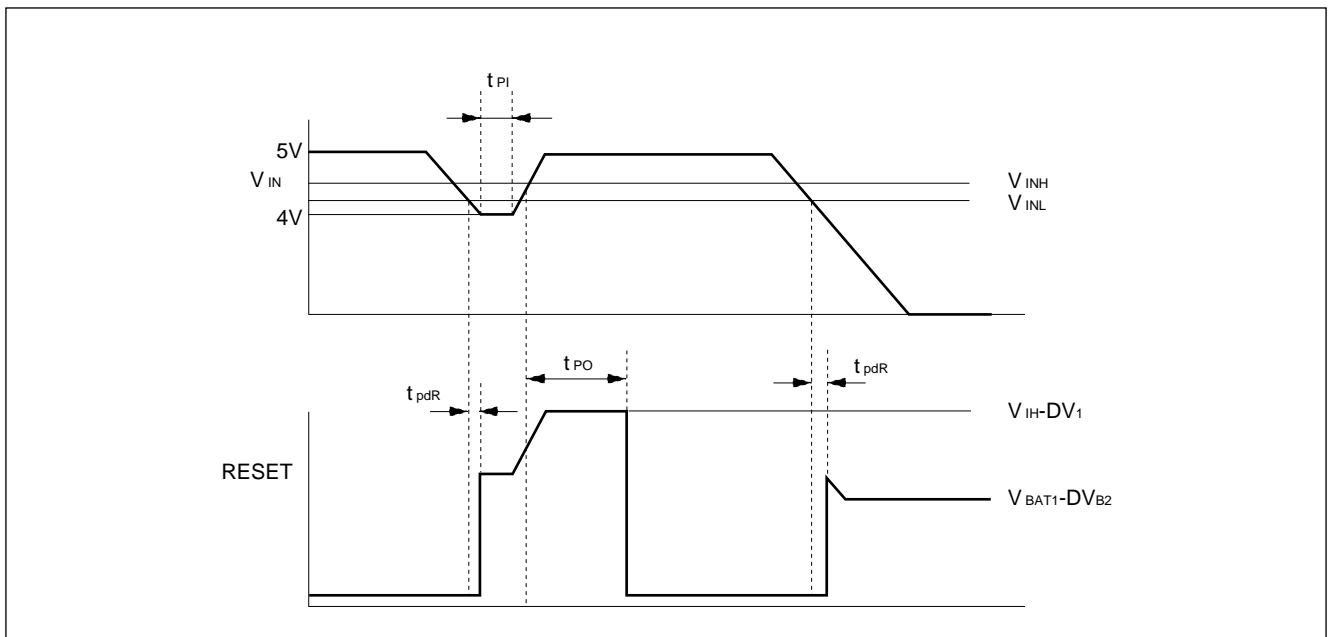 t PI
5V
V IN
V INH
V INL
4V
t PO
t pdR
t pdR
V IH-DV1
RESET
V BAT1-DVB2